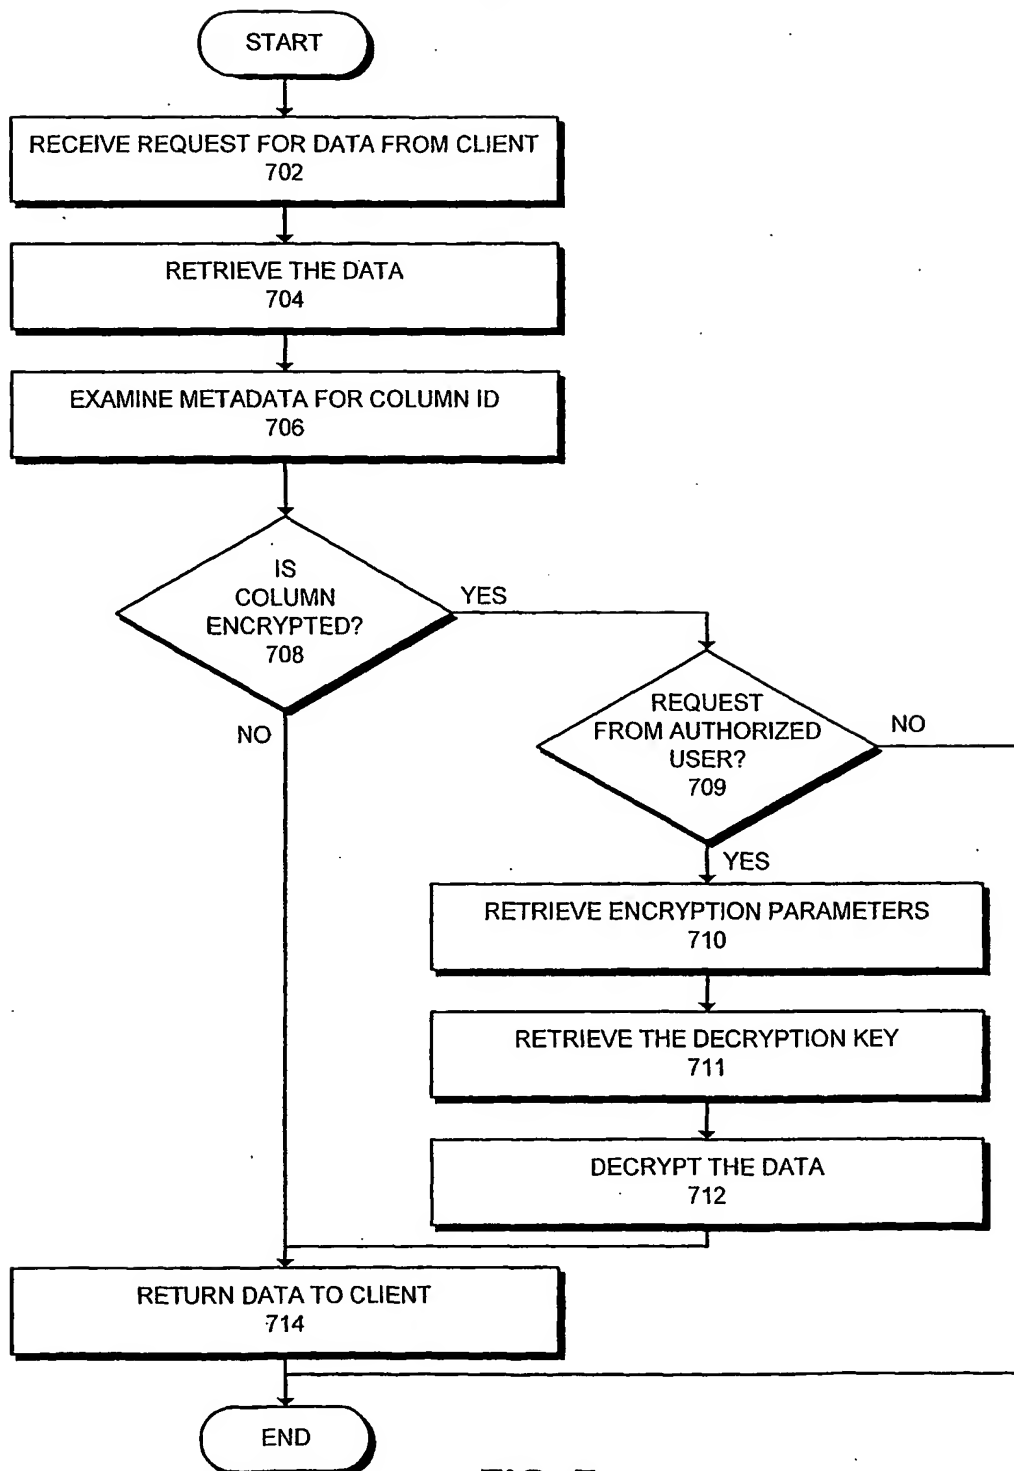 START
RECEIVE REQUEST FOR DATA FROM CLIENT
702
RETRIEVE THE DATA
704
EXAMINE METADATA FOR COLUMN ID
706
IS
COLUMN
ENCRYPTED?
708
YES
NO
REQUEST
FROM AUTHORIZED
USER?
709
NO
YES
RETRIEVE ENCRYPTION PARAMETERS
710
RETRIEVE THE DECRYPTION KEY
711
DECRYPT THE DATA
712
RETURN DATA TO CLIENT
714
END